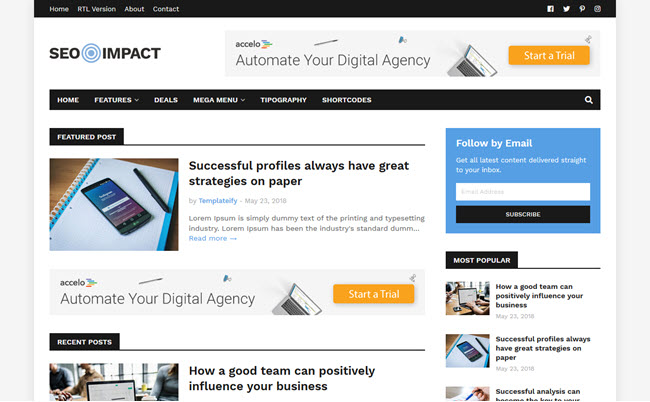 Home RTL Version About Contact
SEO IMPACT
accelo
Automate Your Digital Agency
Start a Trial
HOME FEATURES DEALS MEGA MENU TIPOGRAPHY SHORTCODES
FEATURED POST
Successful profiles always have great
strategies on paper
by Templateify - May 23, 2018
Lorem Ipsum is simply dummy text of the printing and typesetting
industry. Lorem Ipsum has been the industry's standard dumm...
Read more →
accelo
Automate Your Digital Agency
Start a Trial
RECENT POSTS
How a good team can positively
influence your business
Follow by Email
Get all latest content delivered straight
to your inbox.
Email Address
SUBSCRIBE
MOST POPULAR
How a good team can
positively influence your
business
May 23, 2018
Successful profiles always
have great strategies on
paper
May 23, 2018
Successful analysis can
become the key to your